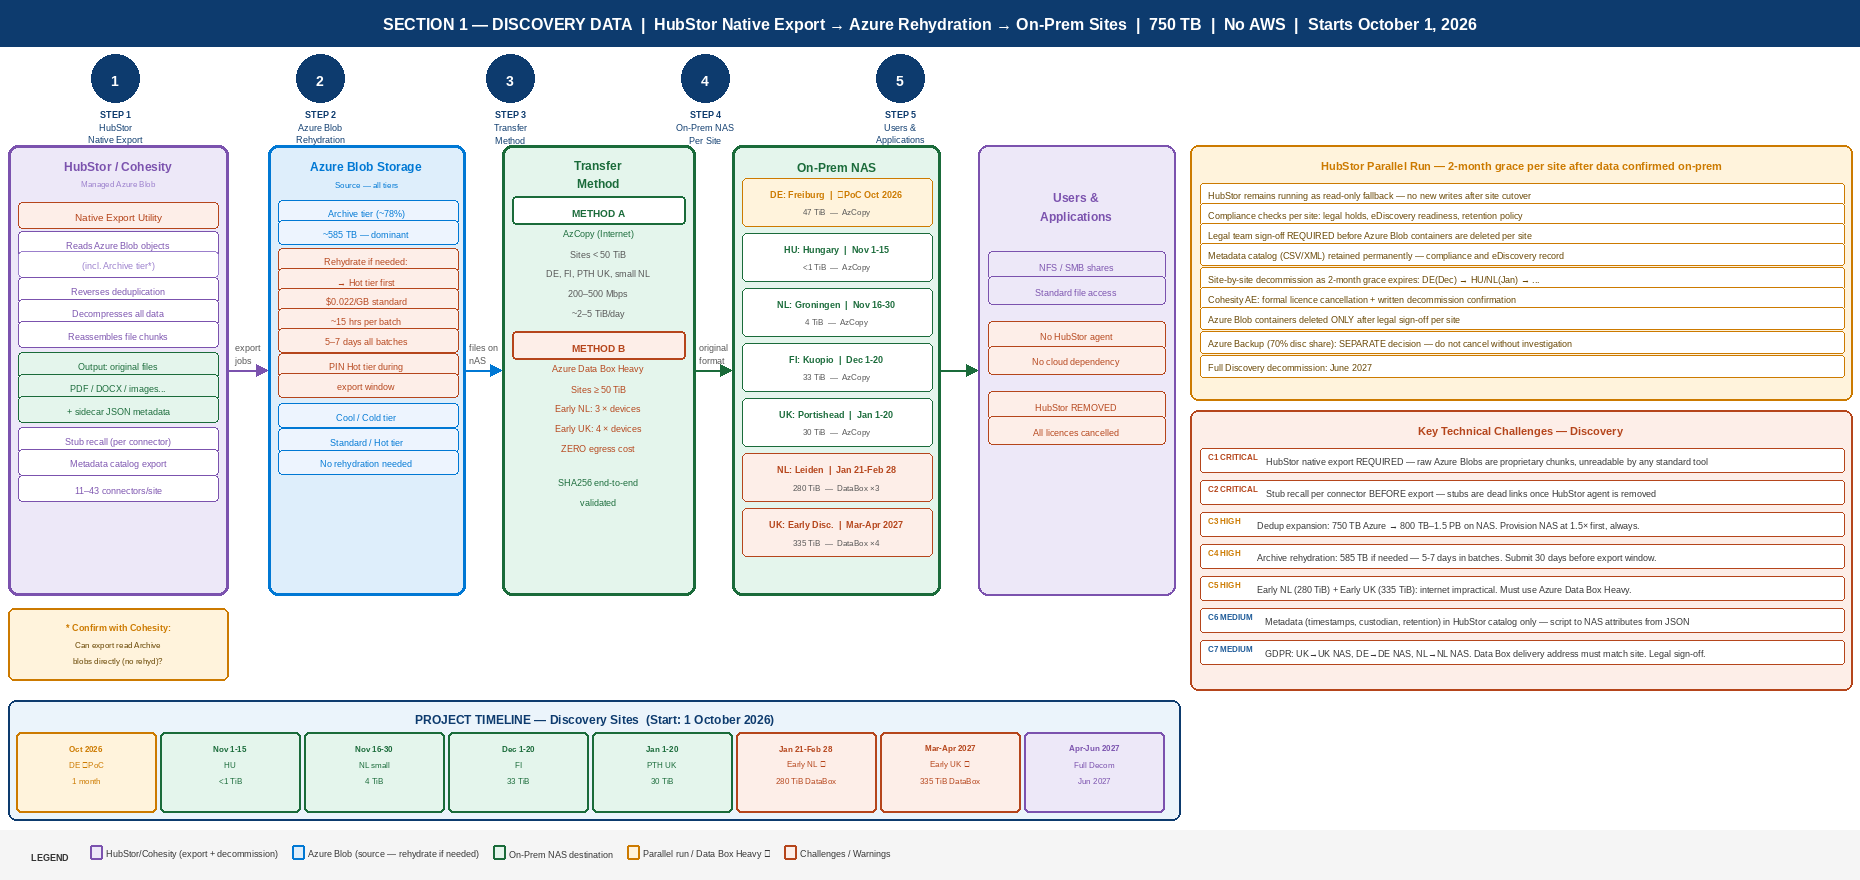 SECTION 1 — DISCOVERY DATA | HubStor Native Export → Azure Rehydration → On-Prem Sites | 750 TB | No AWS | Starts October 1, 2026
1
STEP 1
HubStor
Native Export
2
STEP 2
Azure Blob
Rehydration
3
STEP 3
Transfer
Method
4
STEP 4
On-Prem NAS
Per Site
5
STEP 5
Users &
Applications
HubStor / Cohesity
Managed Azure Blob
Native Export Utility
Reads Azure Blob objects
(incl. Archive tier*)
Reverses deduplication
Decompresses all data
Reassembles file chunks
Output: original files
PDF / DOCX / images...
+ sidecar JSON metadata
Stub recall (per connector)
Metadata catalog export
11–43 connectors/site
export
jobs
Azure Blob Storage
Source — all tiers
Archive tier (~78%)
~585 TB — dominant
Rehydrate if needed:
→ Hot tier first
$0.022/GB standard
~15 hrs per batch
5–7 days all batches
PIN Hot tier during
export window
Cool / Cold tier
Standard / Hot tier
No rehydration needed
files on
nAS
Transfer
Method
METHOD A
AzCopy (Internet)
Sites < 50 TiB
DE, FI, PTH UK, small NL
200–500 Mbps
~2–5 TiB/day
METHOD B
Azure Data Box Heavy
Sites ≥ 50 TiB
Early NL: 3 × devices
Early UK: 4 × devices
ZERO egress cost
SHA256 end-to-end
validated
original
format
On-Prem NAS
DE: Freiburg | PoC Oct 2026
47 TiB — AzCopy
HU: Hungary | Nov 1-15
<1 TiB — AzCopy
NL: Groningen | Nov 16-30
4 TiB — AzCopy
FI: Kuopio | Dec 1-20
33 TiB — AzCopy
UK: Portishead | Jan 1-20
30 TiB — AzCopy
NL: Leiden | Jan 21-Feb 28
280 TiB — DataBox ×3
UK: Early Disc. | Mar-Apr 2027
335 TiB — DataBox ×4
Users &
Applications
NFS / SMB shares
Standard file access
No HubStor agent
No cloud dependency
HubStor REMOVED
All licences cancelled
HubStor Parallel Run — 2-month grace per site after data confirmed on-prem
HubStor remains running as read-only fallback — no new writes after site cutover
Compliance checks per site: legal holds, eDiscovery readiness, retention policy
Legal team sign-off REQUIRED before Azure Blob containers are deleted per site
Metadata catalog (CSV/XML) retained permanently — compliance and eDiscovery record
Site-by-site decommission as 2-month grace expires: DE(Dec) → HU/NL(Jan) → ...
Cohesity AE: formal licence cancellation + written decommission confirmation
Azure Blob containers deleted ONLY after legal sign-off per site
Azure Backup (70% disc share): SEPARATE decision — do not cancel without investigation
Full Discovery decommission: June 2027
Key Technical Challenges — Discovery
C1 CRITICAL HubStor native export REQUIRED — raw Azure Blobs are proprietary chunks, unreadable by any standard tool
C2 CRITICAL Stub recall per connector BEFORE export — stubs are dead links once HubStor agent is removed
C3 HIGH Dedup expansion: 750 TB Azure → 800 TB–1.5 PB on NAS. Provision NAS at 1.5× first, always.
C4 HIGH Archive rehydration: 585 TB if needed — 5-7 days in batches. Submit 30 days before export window.
C5 HIGH Early NL (280 TiB) + Early UK (335 TiB): internet impractical. Must use Azure Data Box Heavy.
C6 MEDIUM Metadata (timestamps, custodian, retention) in HubStor catalog only — script to NAS attributes from JSON
C7 MEDIUM GDPR: UK→UK NAS, DE→DE NAS, NL→NL NAS. Data Box delivery address must match site. Legal sign-off.
* Confirm with Cohesity:
Can export read Archive
blobs directly (no rehyd)?
PROJECT TIMELINE — Discovery Sites (Start: 1 October 2026)
Oct 2026
DE PoC
1 month
Nov 1-15
HU
<1 TiB
Nov 16-30
NL small
4 TiB
Dec 1-20
FI
33 TiB
Jan 1-20
PTH UK
30 TiB
Jan 21-Feb 28
Early NL
280 TiB DataBox
Mar-Apr 2027
Early UK
335 TiB DataBox
Apr-Jun 2027
Full Decom
Jun 2027
LEGEND
HubStor/Cohesity (export + decommission)
Azure Blob (source — rehydrate if needed)
On-Prem NAS destination
Parallel run / Data Box Heavy
Challenges / Warnings